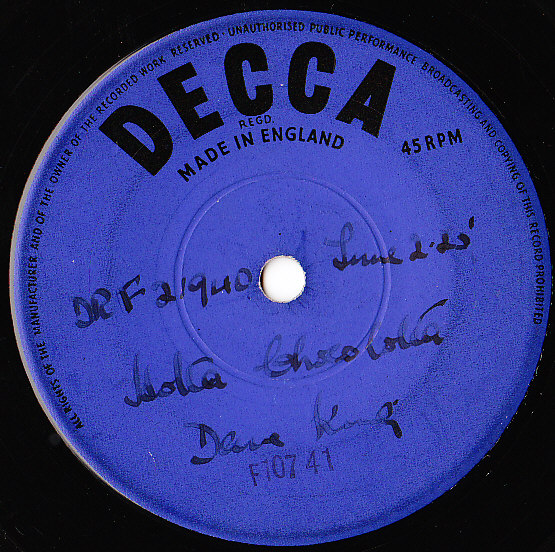 ALL RIGHTS OF THE MANUFACTURER AND OF THE OWNER OF THE RECORDED WORK RESERVED UNAUTHORISED PUBLIC PERFORMANCE BROADCASTING AND COPYING OF THIS RECORD PROHIBITED
DECCA
REGD.
MADE IN ENGLAND
45 RPM
DRF 21940 Time 2.25'
Hotta Chocolotta
Dave King
F.10741